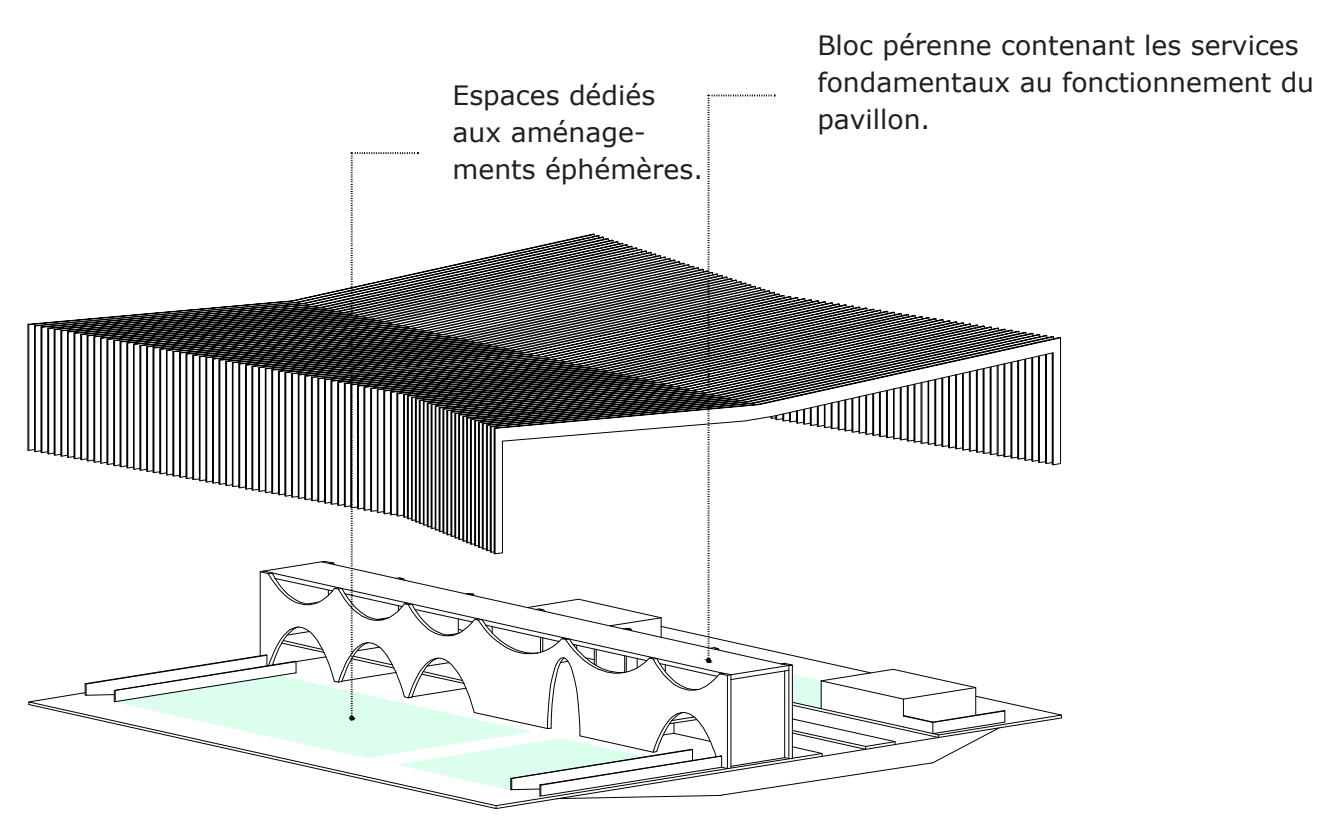 Espaces dédiés
aux aménage-
ments éphémères.
Bloc pérenne contenant les services
fondamentaux au fonctionnement du
pavillon.